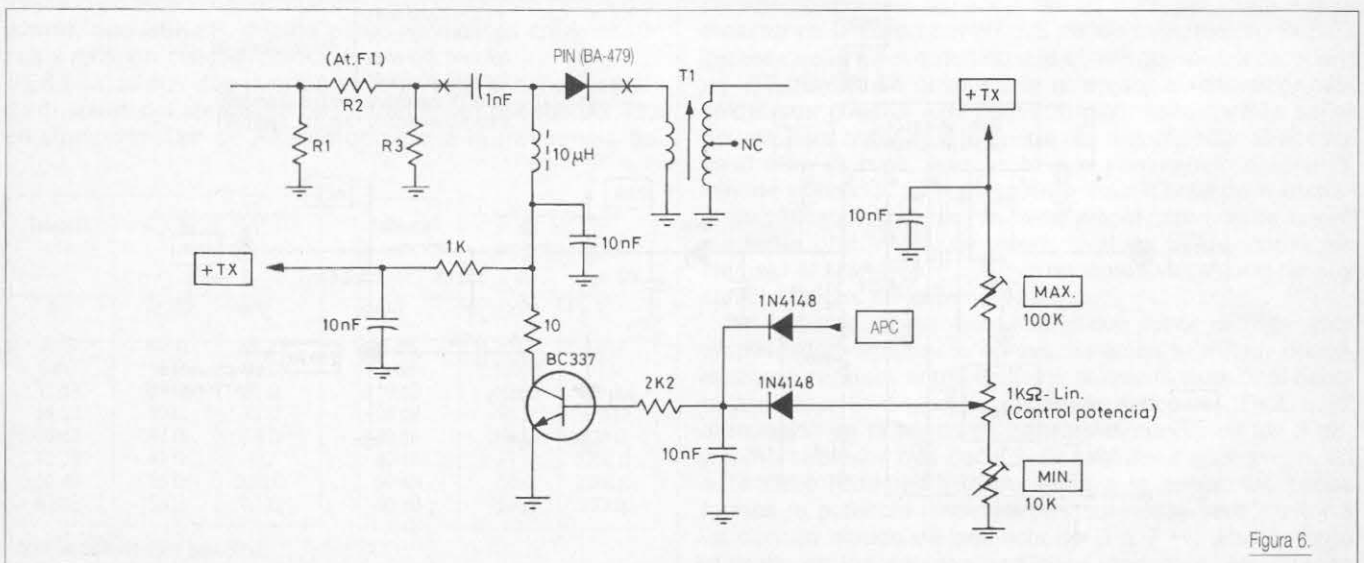 (At.FI)
R2
PIN (BA-479)
1nF
T1
+Tx
R1
R3
10µH
NC
10nF
10nF
1K
+TX
MAX.
100K
1N4148
APC
10nF
10
BC337
2K2
1N4148
1KΩ-Lin.
(Control potencia)
10nF
MIN.
10K
Figura 6.